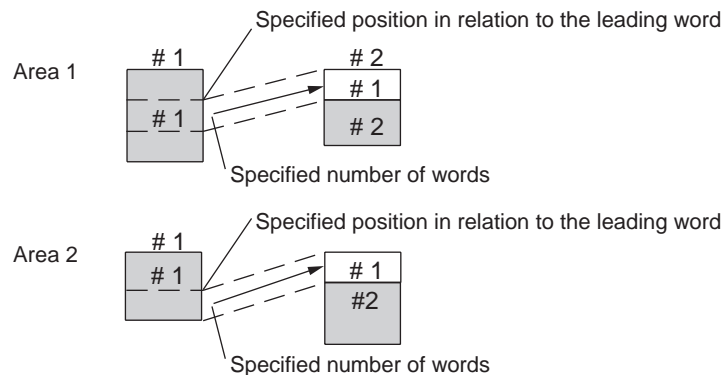 Specified position in relation to the leading word
Area 1
# 1
# 2
# 1
# 1
# 2
Specified number of words
Specified position in relation to the leading word
Area 2
# 1
# 1
# 1
#2
Specified number of words